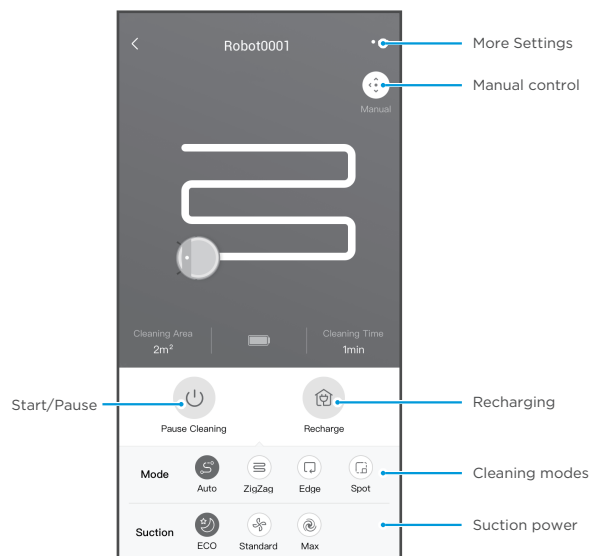 Robot0001
More Settings
Manual control
Manual
Cleaning Area
2m²
Cleaning Time
1min
Start/Pause
Pause Cleaning
Recharge
Recharging
Mode
Auto
ZigZag
Edge
Spot
Cleaning modes
Suction
ECO
Standard
Max
Suction power